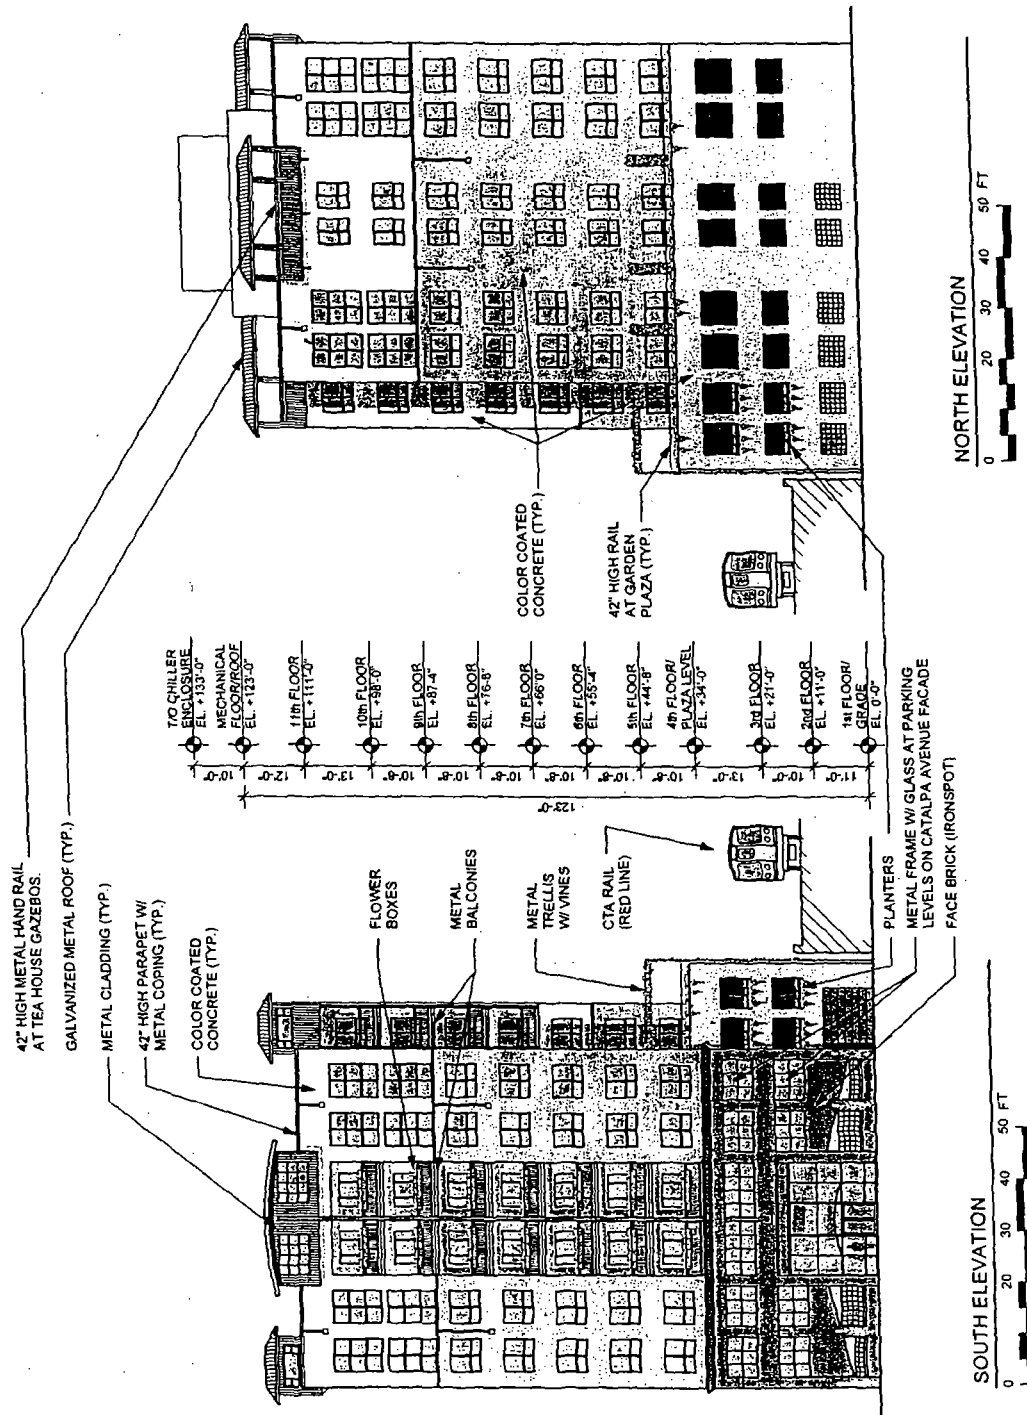 42" HIGH METAL HAND RAIL
AT TEA HOUSE GAZEBOS.
GALVANIZED METAL ROOF (TYP.)
METAL CLADDING (TYP.)
42" HIGH PARAPET W/
METAL COPING (TYP.)
COLOR COATED
CONCRETE (TYP.)
FLOWER
BOXES
METAL
BALCONIES
METAL
TRELLIS
W/ VINES
CTA RAIL
(RED LINE)
PLANTERS
METAL FRAME W/ GLASS AT PARKING
LEVELS ON CATALPA AVENUE FACADE
FACE BRICK (IRONSPOT)
T/O CHILLER
ENCLOSURE
EL. +133'-0"
MECHANICAL
FLOOR/ROOF
EL. +123'-0"
11th FLOOR
EL. +111'-0"
10th FLOOR
EL. +98'-0"
9th FLOOR
EL. +87'-4"
8th FLOOR
EL. +76'-8"
7th FLOOR
EL. +66'0"
6th FLOOR
EL. +55'-4"
5th FLOOR
EL. +44'-8"
4th FLOOR/
PLAZA LEVEL
EL. +34'-0"
3rd FLOOR
EL. +21'-0"
2nd FLOOR
EL. +11'-0"
1st FLOOR/
GRADE
EL. 0'-0"
10'-0"
12'-0"
13'-0"
10'-8"
10'-8"
10'-8"
10'-8"
10'-8"
13'-0"
10'-0"
11'-0"
123'-0"
COLOR COATED
CONCRETE (TYP.)
42" HIGH RAIL
AT GARDEN
PLAZA (TYP.)
SOUTH ELEVATION
0 20 30 40 50 FT
NORTH ELEVATION
0 20 30 40 50 FT